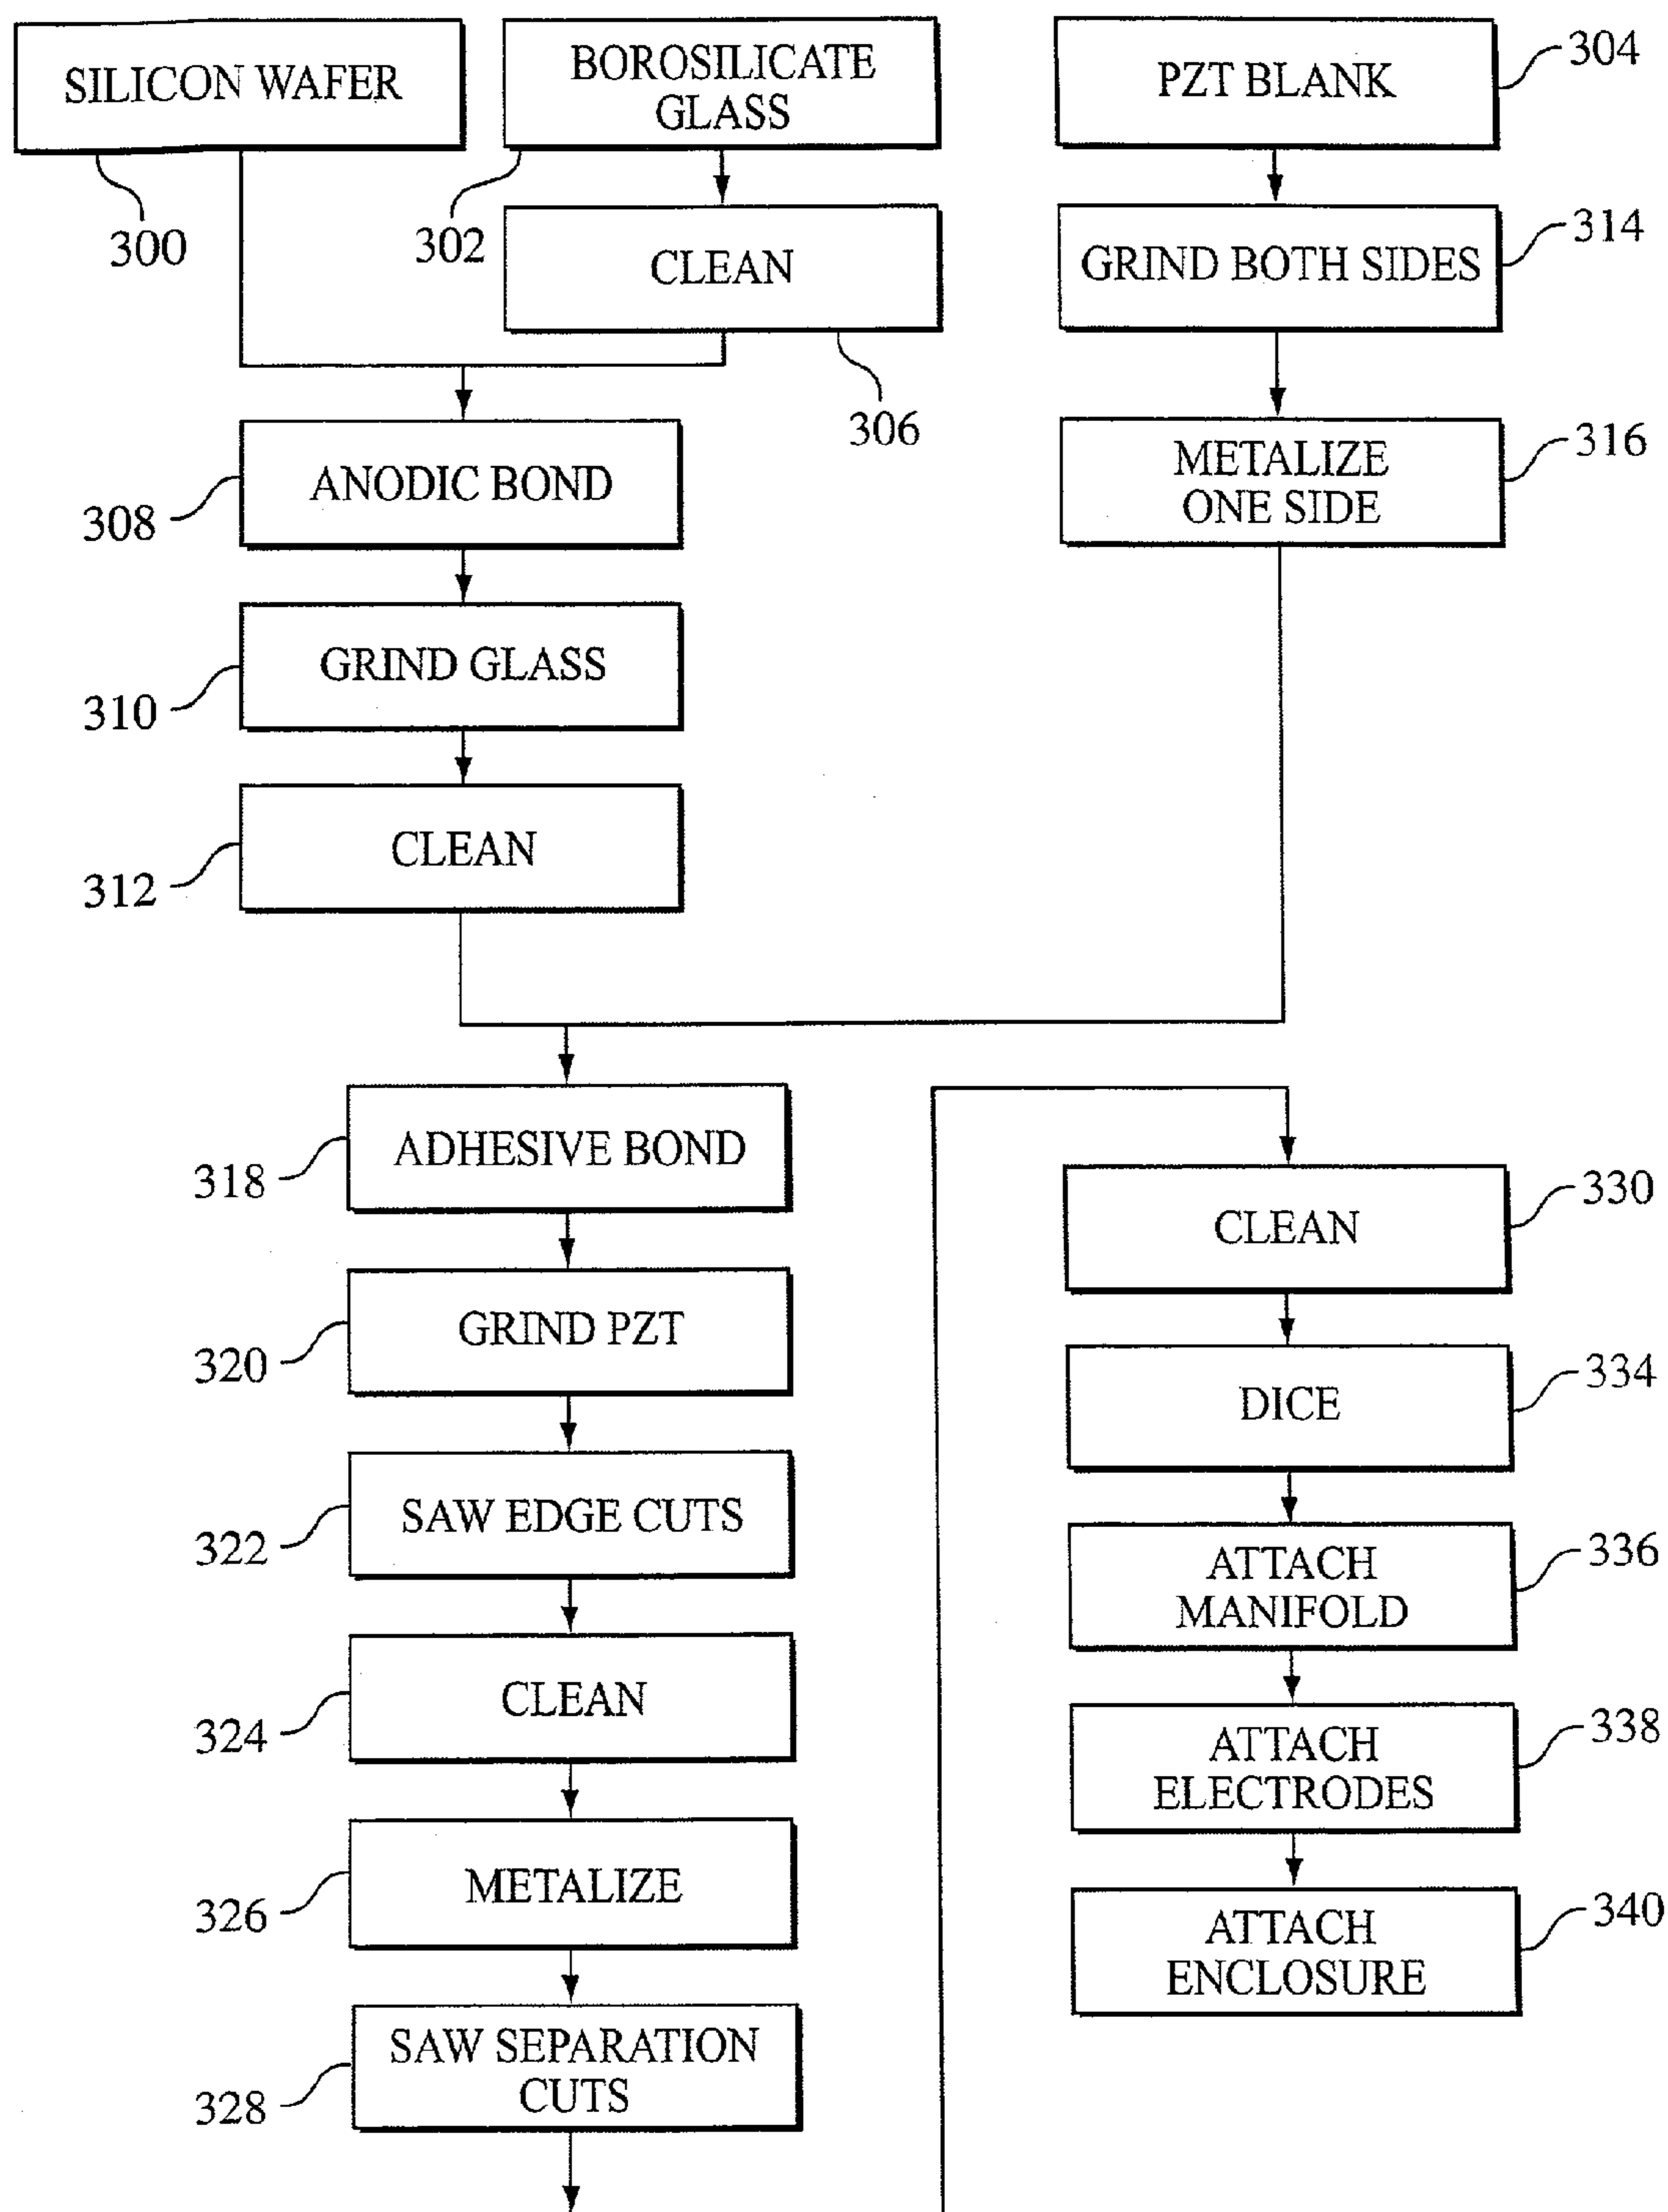 SILICON WAFER
300
BOROSILICATE
GLASS
302
CLEAN
306
PZT BLANK
304
GRIND BOTH SIDES
314
METALIZE
ONE SIDE
316
ANODIC BOND
308
GRIND GLASS
310
CLEAN
312
ADHESIVE BOND
318
GRIND PZT
320
SAW EDGE CUTS
322
CLEAN
324
METALIZE
326
SAW SEPARATION
CUTS
328
CLEAN
330
DICE
334
ATTACH
MANIFOLD
336
ATTACH
ELECTRODES
338
ATTACH
ENCLOSURE
340